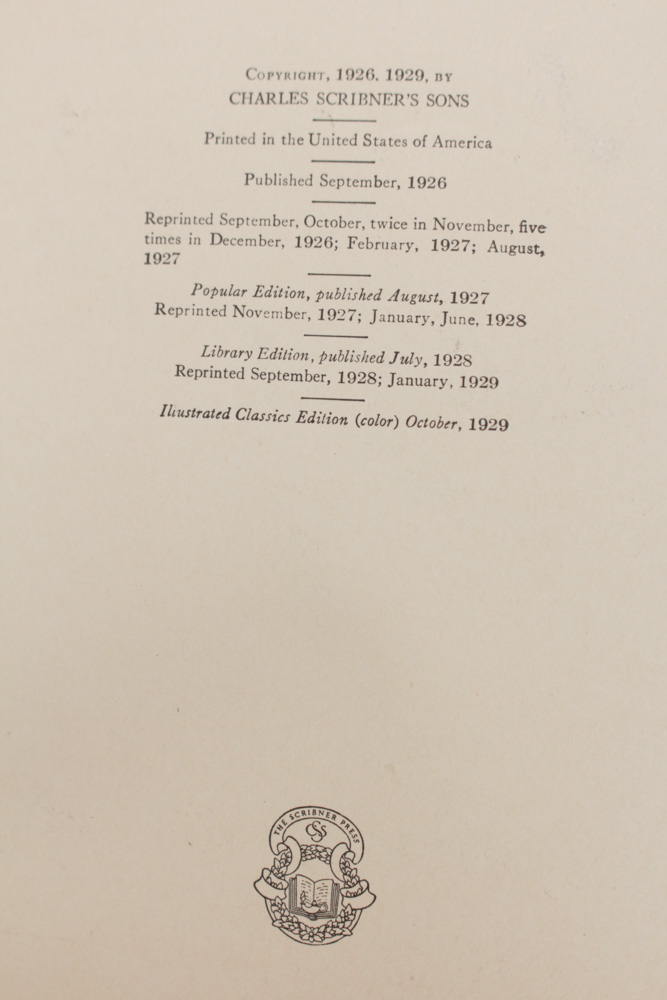 COPYRIGHT, 1926, 1929, BY
CHARLES SCRIBNER'S SONS
Printed in the United States of America
Published September, 1926
Reprinted September, October, twice in November, five
times in December, 1926; February, 1927; August,
1927
Popular Edition, published August, 1927
Reprinted November, 1927; January, June, 1928
Library Edition, published July, 1928
Reprinted September, 1928; January, 1929
Illustrated Classics Edition (color) October, 1929
THE SCRIBNER PRESS
CSS